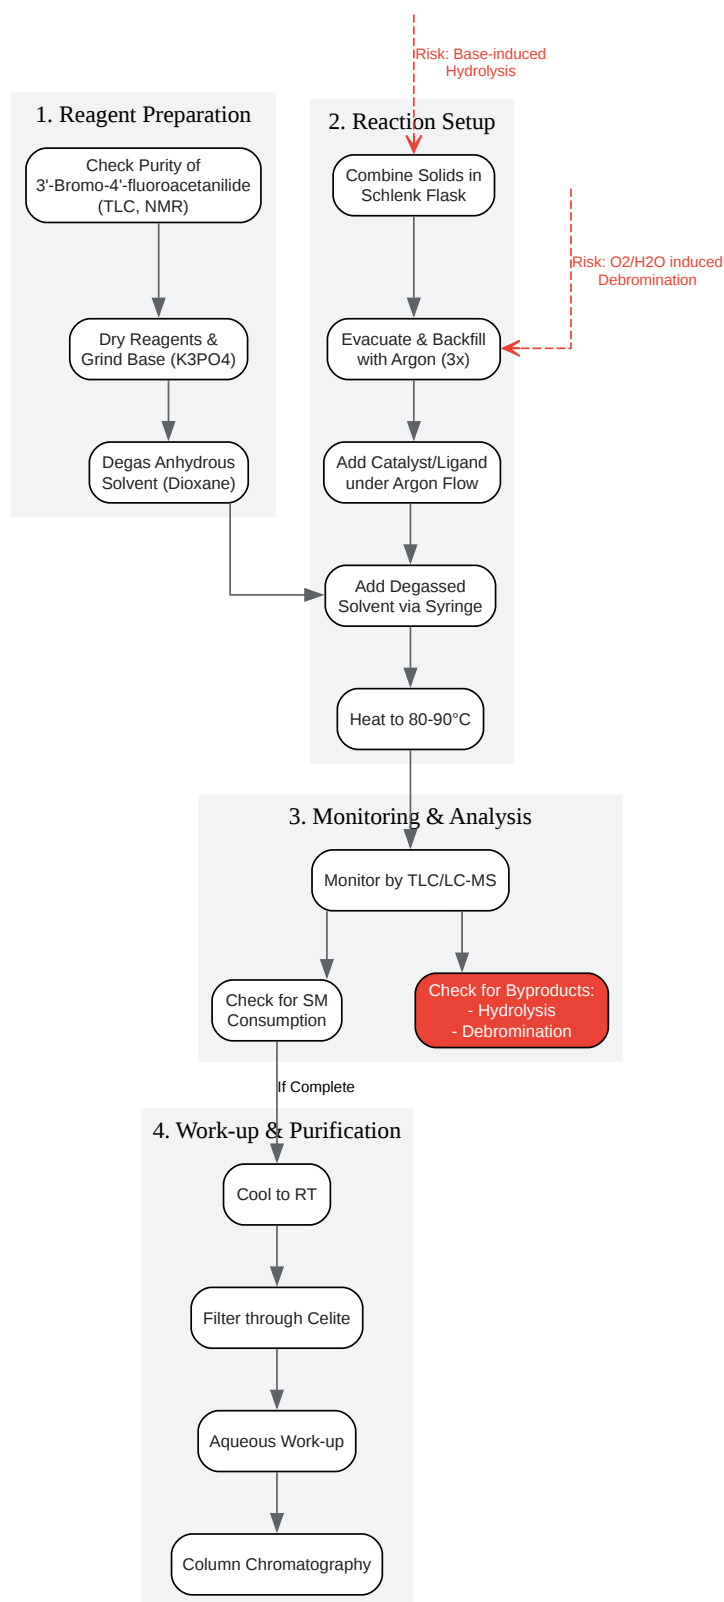 Risk: Base-induced
Hydrolysis
1. Reagent Preparation
Check Purity of
3'-Bromo-4'-fluoroacetanilide
(TLC, NMR)
Dry Reagents &
Grind Base (K3PO4)
Degas Anhydrous
Solvent (Dioxane)
2. Reaction Setup
Combine Solids in
Schlenk Flask
Risk: O2/H2O induced
Debromination
Evacuate & Backfill
with Argon (3x)
Add Catalyst/Ligand
under Argon Flow
Add Degassed
Solvent via Syringe
Heat to 80-90°C
3. Monitoring & Analysis
Monitor by TLC/LC-MS
Check for SM
Consumption
Check for Byproducts:
- Hydrolysis
- Debromination
If Complete
4. Work-up & Purification
Cool to RT
Filter through Celite
Aqueous Work-up
Column Chromatography